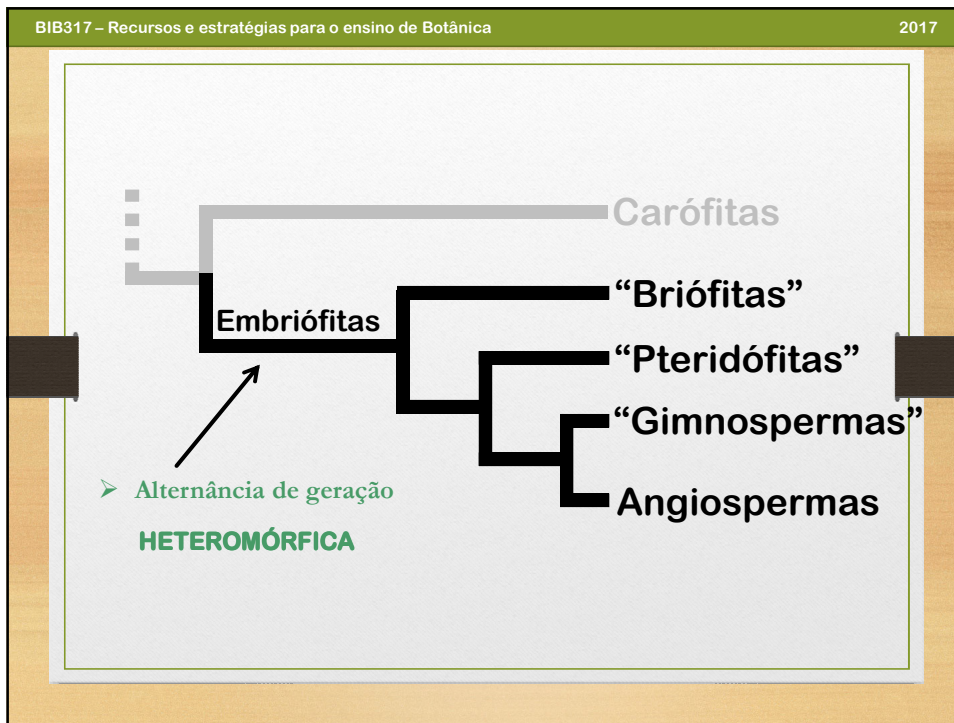 BIB317 – Recursos e estratégias para o ensino de Botânica 2017
Carófitas
“Briófitas”
Embriófitas
“Pteridófitas”
“Gimnospermas”
➢ Alternância de geração
Angiospermas
HETEROMÓRFICA